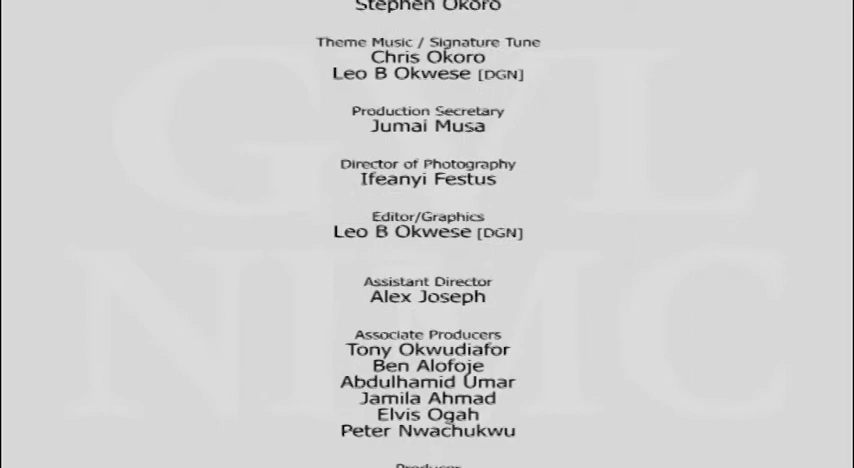 Stephen Okoro
Theme Music / Signature Tune
Chris Okoro
Leo B Okwese [DGN]
Production Secretary
Jumai Musa
Director of Photography
Ifeanyi Festus
Editor/Graphics
Leo B Okwese [DGN]
Assistant Director
Alex Joseph
Associate Producers
Tony Okwudiafor
Ben Alofoje
Abdulhamid Umar
Jamila Ahmad
Elvis Ogah
Peter Nwachukwu
Producer
NIMC